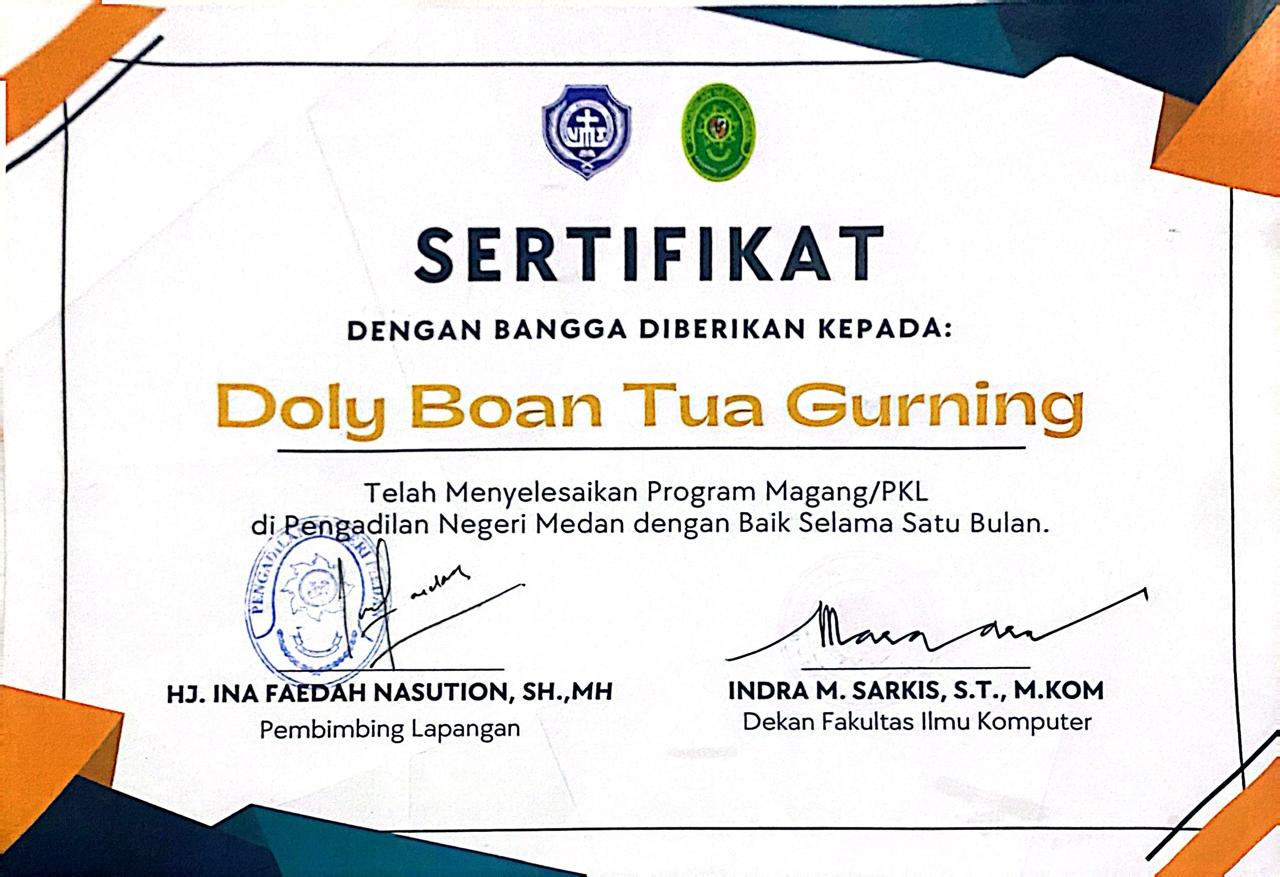 SERTIFIKAT
DENGAN BANGGA DIBERIKAN KEPADA:
Doly Boan Tua Gurning
Telah Menyelesaikan Program Magang/PKL
di Pengadilan Negeri Medan dengan Baik Selama Satu Bulan.
HJ. INA FAEDAH NASUTION, SH.,MH
Pembimbing Lapangan
INDRA M. SARKIS, S.T., M.KOM
Dekan Fakultas Ilmu Komputer